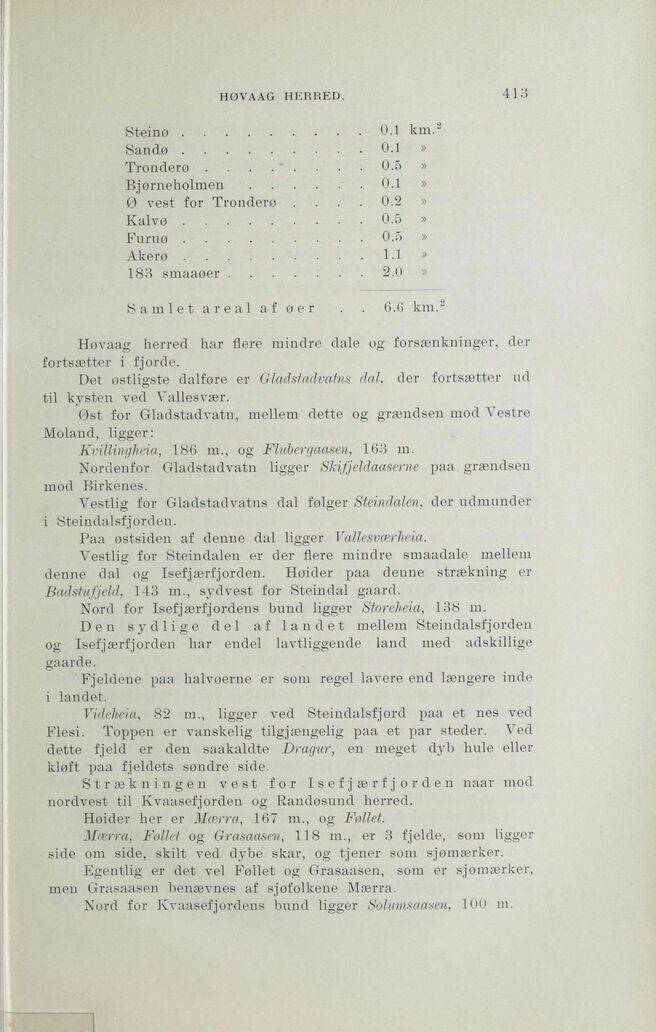 HØVAAG HERRED. 413
Steinø . . . . . . . . . 0.1 km.²
Sandø . . . . . . . . . 0.1 »
Tronderø . . . . . . . . 0.5 »
Bjørneholmen . . . . . . 0.1 »
Ø vest for Tronderø . . . . 0.2 »
Kalvø . . . . . . . . . 0.5 »
Furuø . . . . . . . . . 0.5 »
Akerø . . . . . . . . . 1.1 »
183 smaaøer . . . . . . . 2.0 »
Samlet areal af øer . . 6.6 km.²
Høvaag herred har flere mindre dale og forsænkninger, der
fortsætter i fjorde.
Det østligste dalføre er Gladstadvatns dal, der fortsætter ud
til kysten ved Vallesvær.
Øst for Gladstadvatn, mellem dette og grændsen mod Vestre
Moland, ligger:
Kvillingheia, 186 m., og Flubergaasen, 163 m.
Nordenfor Gladstadvatn ligger Skifjeldaaserne paa grændsen
mod Birkenes.
Vestlig for Gladstadvatns dal følger Steindalen, der udmunder
i Steindalsfjorden.
Paa østsiden af denne dal ligger Vallesværheia.
Vestlig for Steindalen er der flere mindre smaadale mellem
denne dal og Isefjærfjorden. Høider paa denne strækning er
Badstufjeld, 143 m., sydvest for Steindal gaard.
Nord for Isefjærfjordens bund ligger Storeheia, 138 m.
Den sydlige del af landet mellem Steindalsfjorden
og Isefjærfjorden har endel lavtliggende land med adskillige
gaarde.
Fjeldene paa halvøerne er som regel lavere end længere inde
i landet.
Videheia, 82 m., ligger ved Steindalsfjord paa et nes ved
Flesi. Toppen er vanskelig tilgjængelig paa et par steder. Ved
dette fjeld er den saakaldte Dragur, en meget dyb hule eller
kløft paa fjeldets søndre side.
Strækningen vest for Isefjærfjorden naar mod
nordvest til Kvaasefjorden og Randøsund herred.
Høider her er Mærra, 167 m., og Føllet.
Mærra, Føllet og Grasaasen, 118 m., er 3 fjelde, som ligger
side om side, skilt ved dybe skar, og tjener som sjømærker.
Egentlig er det vel Føllet og Grasaasen, som er sjømærker,
men Grasaasen benævnes af sjøfolkene Mærra.
Nord for Kvaasefjordens bund ligger Solumsaasen, 100 m.